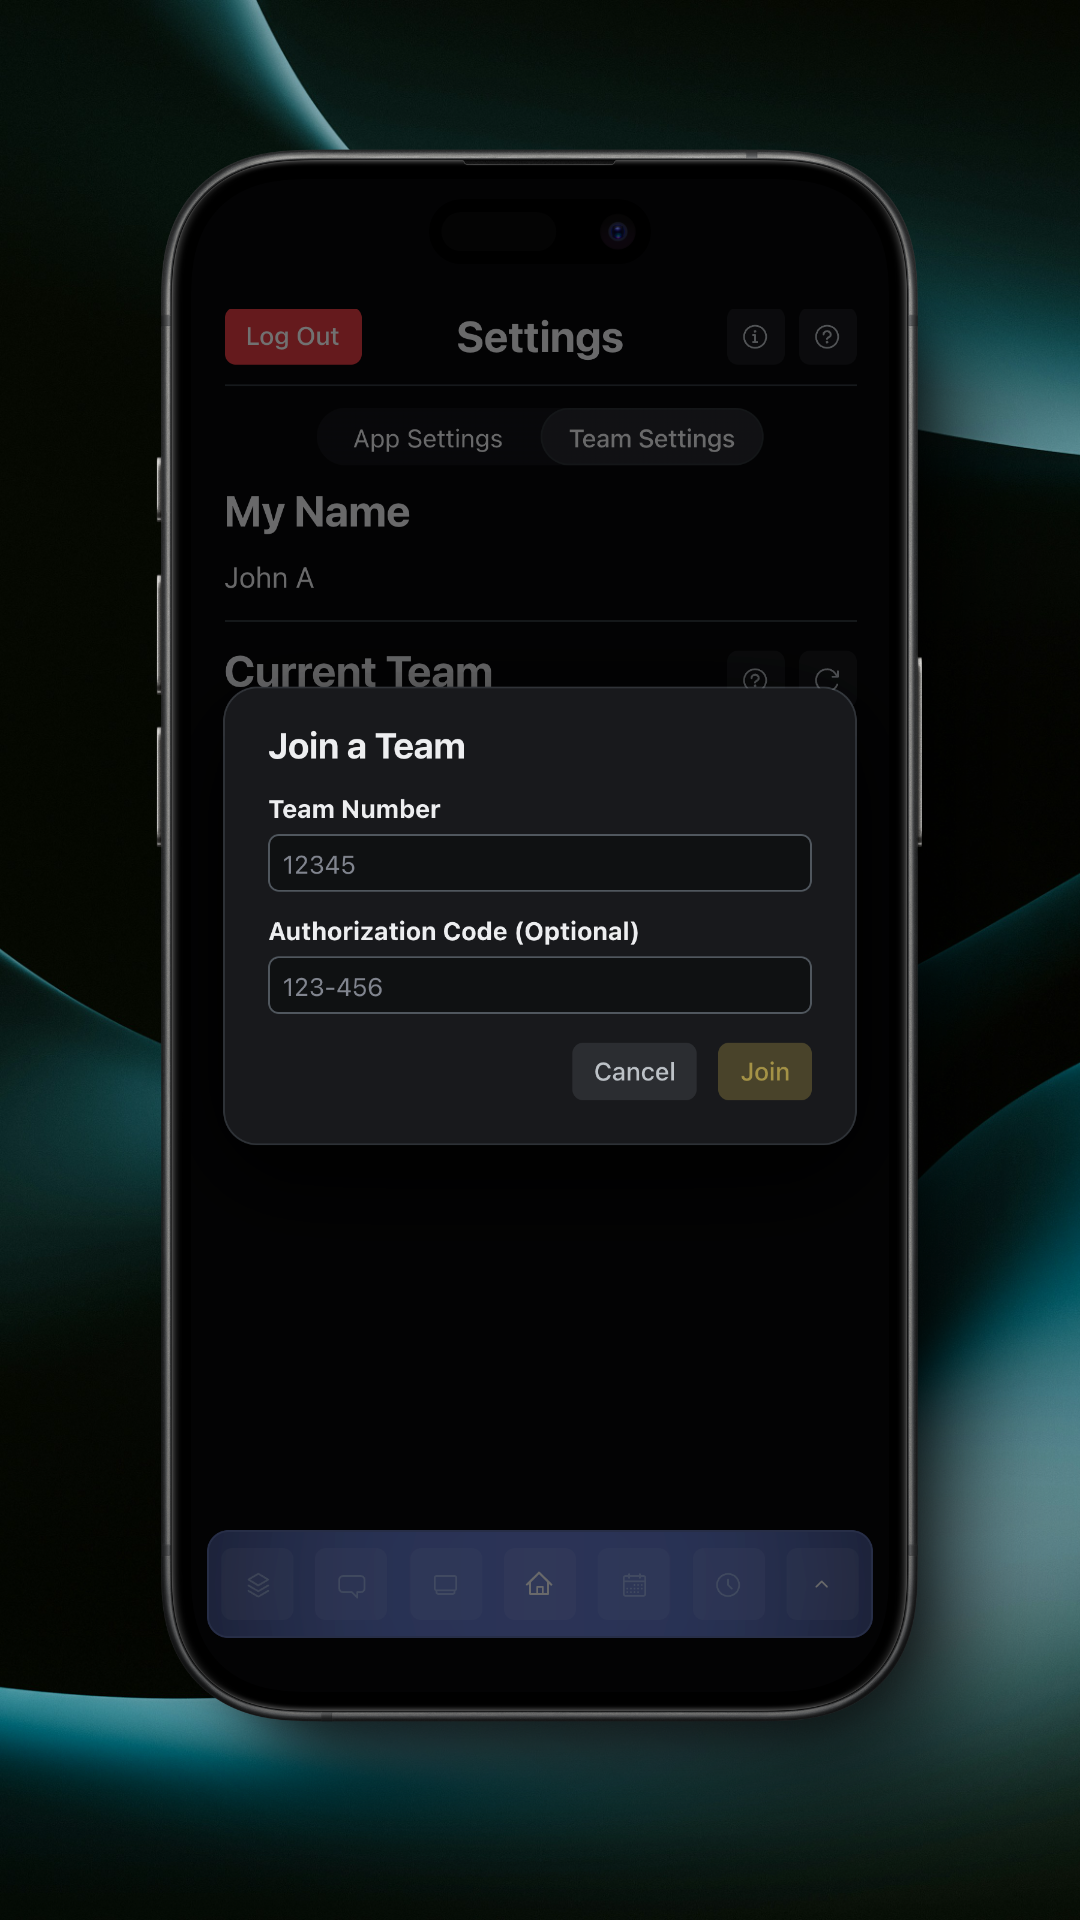 Log Out
Settings
App Settings
Team Settings
My Name
John A
Current Team
Join a Team
Team Number
12345
Authorization Code (Optional)
123-456
Cancel
Join